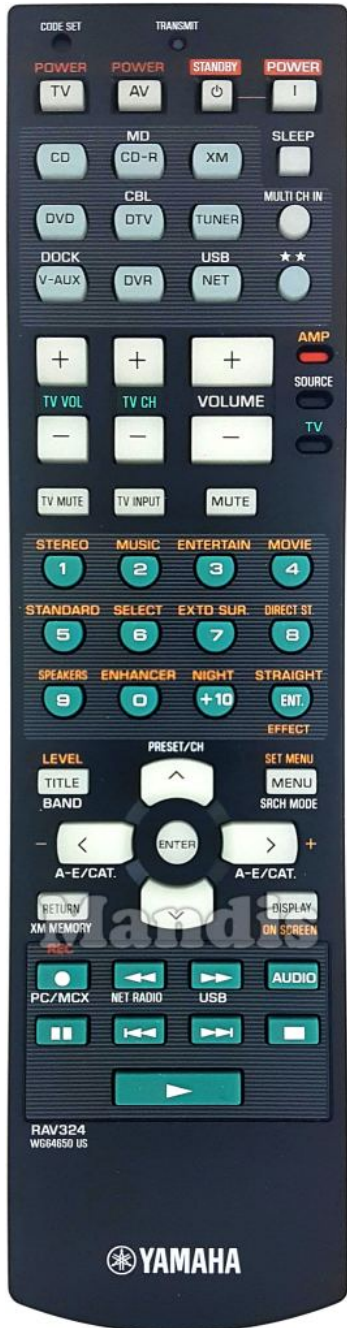 CODE SET TRANSMIT
POWER POWER STANDBY POWER
TV AV I
MD SLEEP
CD CD-R XM
CBL MULTI CH IN
DVD DTV TUNER
DOCK USB ★★
V-AUX DVR NET
AMP
+ + +
SOURCE
TV VOL TV CH VOLUME
TV
- - -
TV MUTE TV INPUT MUTE
STEREO MUSIC ENTERTAIN MOVIE
1 2 3 4
STANDARD SELECT EXTD SUR. DIRECT ST.
5 6 7 8
SPEAKERS ENHANCER NIGHT STRAIGHT
9 0 +10 ENT.
EFFECT
PRESET/CH
LEVEL SET MENU
TITLE MENU
BAND SRCH MODE
- < ENTER > +
A-E/CAT. A-E/CAT.
RETURN DISPLAY
XM MEMORY ON SCREEN
Mandis
REC
AUDIO
PC/MCX NET RADIO USB
RAV324
WG64650 US
YAMAHA